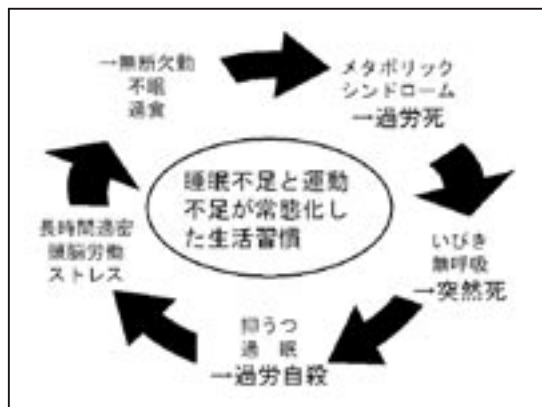 →無断欠勤
不眠
過食
メタボリック
シンドローム
→過労死
いびき
無呼吸
→突然死
抑うつ
過　眠
→過労自殺
長時間過密
頭脳労働
ストレス
睡眠不足と運動
不足が常態化し
た生活習慣